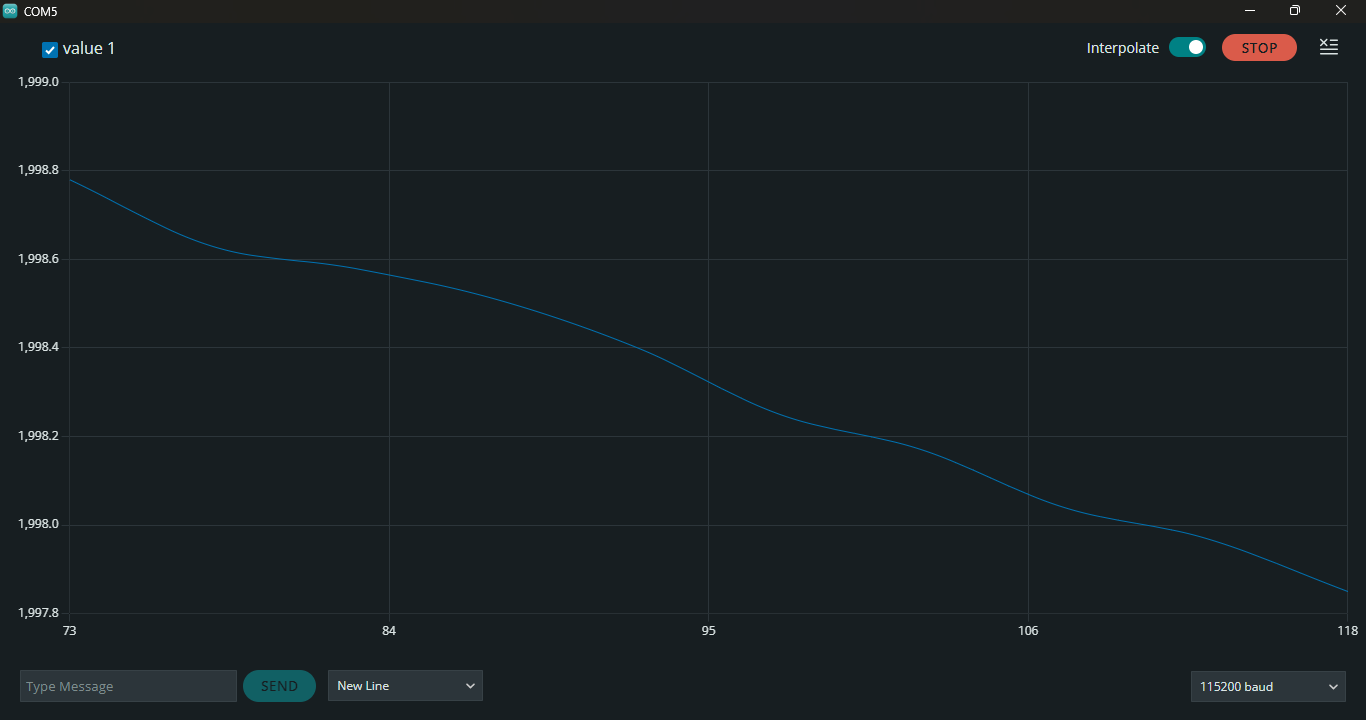 COM5
value 1
Interpolate STOP
1,999.0
1,998.8
1,998.6
1,998.4
1,998.2
1,998.0
1,997.8
73 84 95 106 118
Type Message SEND New Line 115200 baud